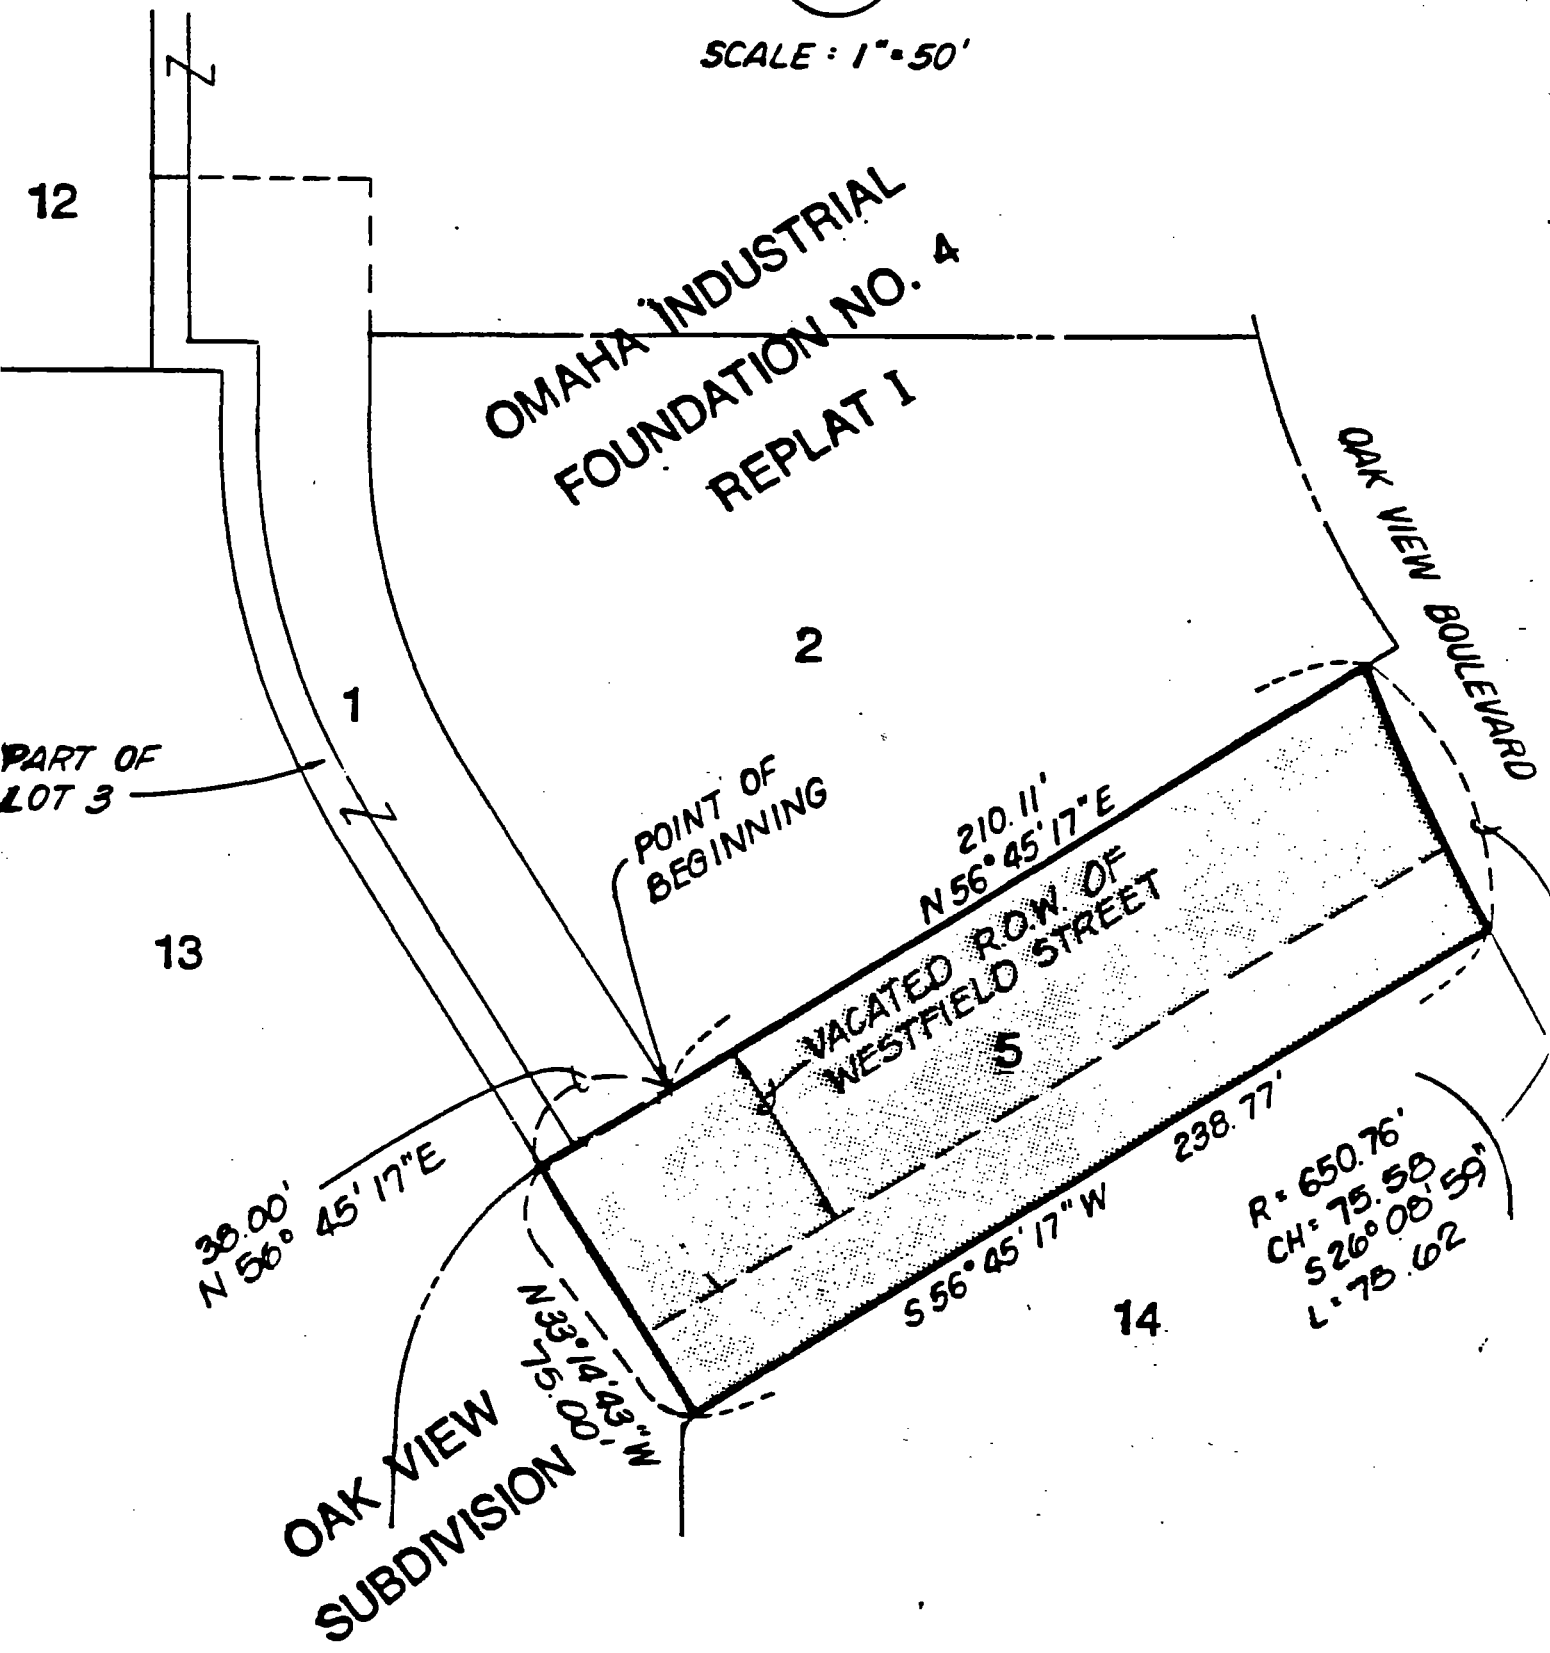 SCALE : 1"=50'
12
OMAHA INDUSTRIAL
FOUNDATION NO. 4
REPLAT I
OAK VIEW BOULEVARD
2
1
PART OF
LOT 3
POINT OF
BEGINNING
210.11'
N 56° 45' 17" E
VACATED R.O.W. OF
WESTFIELD STREET
13
5
38.00'
N 56° 45' 17" E
238.77'
S 56° 45' 17" W
R = 650.76'
CH = 75.58
S 26° 08' 59"
L = 75.62
14
N 33° 14' 43" W
75.00'
OAK VIEW
SUBDIVISION